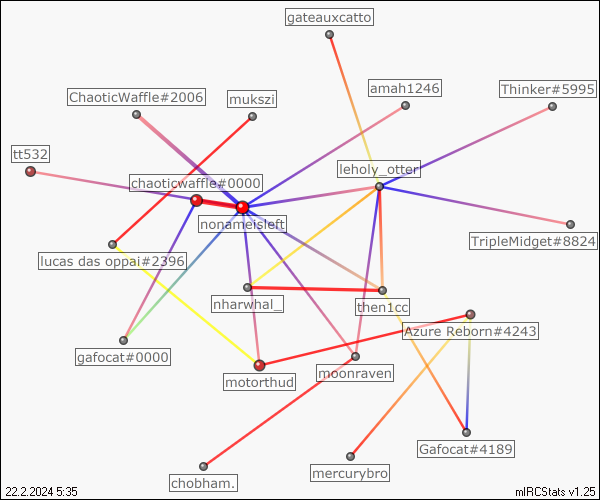 gateauxcatto
amah1246
Thinker#5995
ChaoticWaffle#2006
mukszi
tt532
leholy_otter
chaoticwaffle#0000
nonameisleft
TripleMidget#8824
lucas das oppai#2396
nharwhal_
then1cc
Azure Reborn#4243
gafocat#0000
moonraven
motorthud
Gafocat#4189
mercurybro
chobham.
22.2.2024 5:35
mIRCStats v1.25